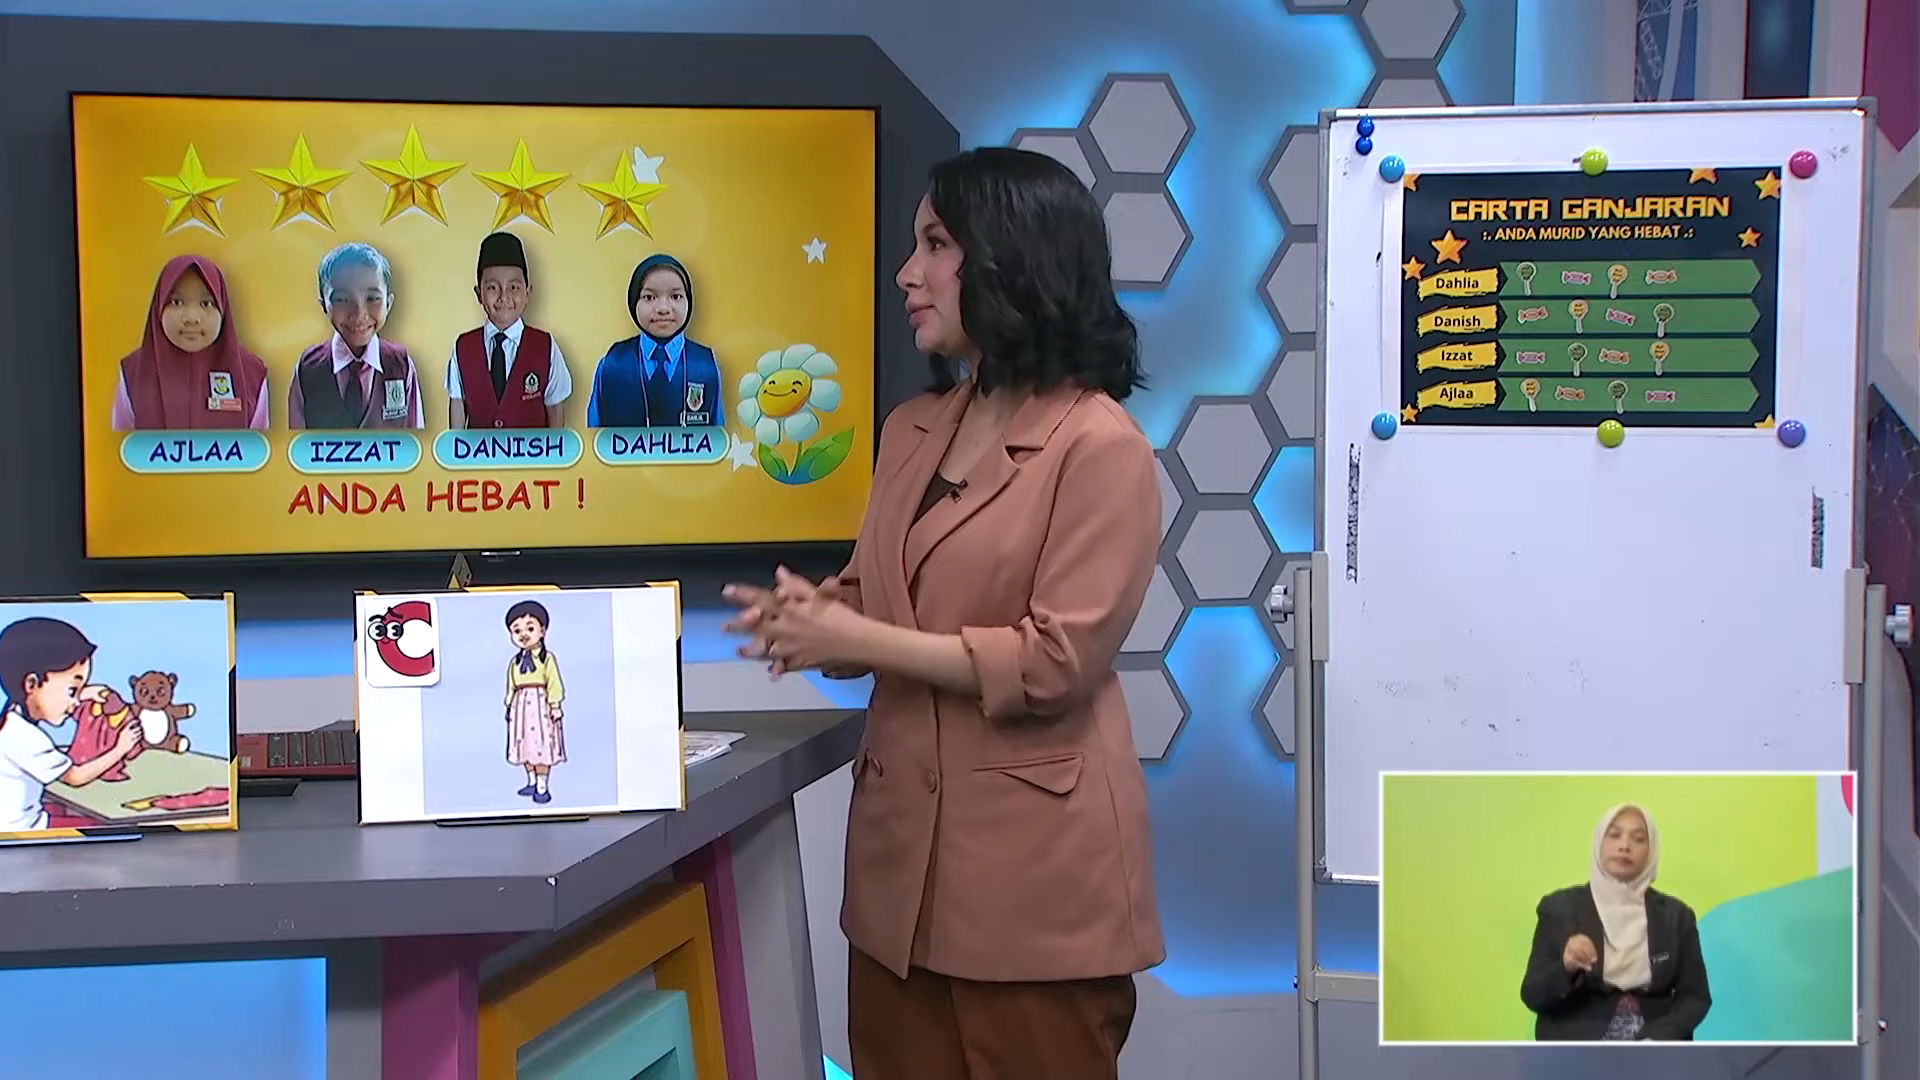 AJLAA
IZZAT
DANISH
DAHLIA
ANDA HEBAT !
C
CARTA GANJARAN
:. ANDA MURID YANG HEBAT .:
Dahlia
Danish
Izzat
Ajlaa